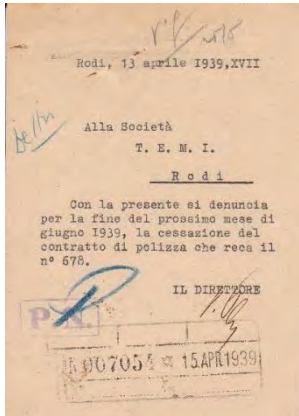 Rodi, 13 aprile 1939,XVII
Alla Società
T. E. M. I.
Rodi
Con la presente si denuncia
per la fine del prossimo mese di
giugno 1939, la cessazione del
contratto di polizza che reca il
n° 678.
IL DIRETTORE
P. N.
007054 15.APR.1939